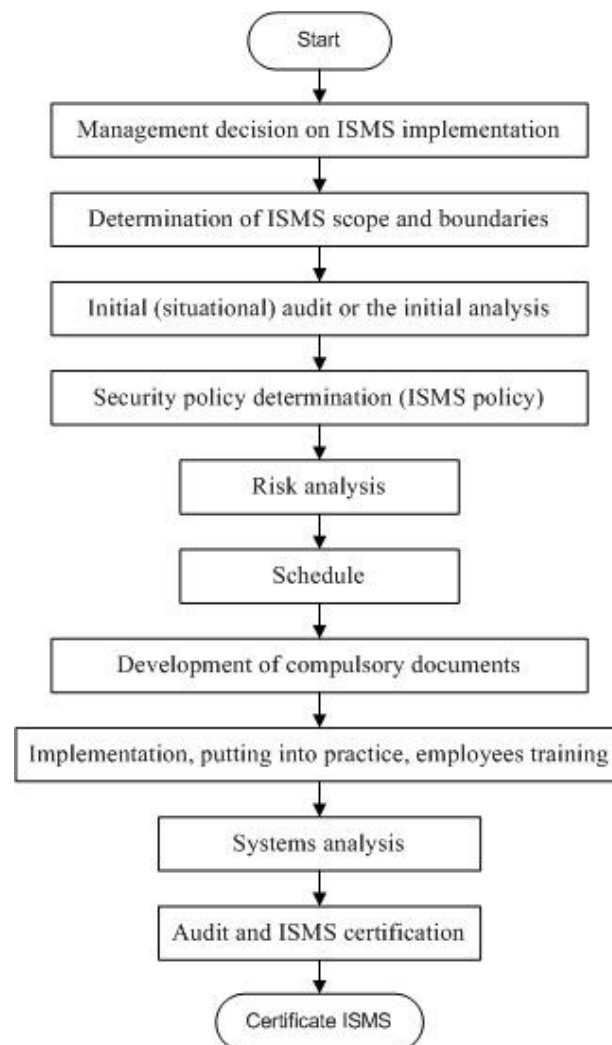 Start
Management decision on ISMS implementation
Determination of ISMS scope and boundaries
Initial (situational) audit or the initial analysis
Security policy determination (ISMS policy)
Risk analysis
Schedule
Development of compulsory documents
Implementation, putting into practice, employees training
Systems analysis
Audit and ISMS certification
Certificate ISMS